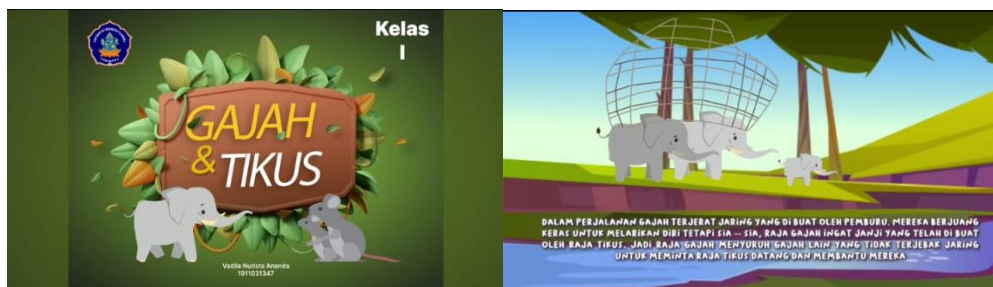 Kelas
I
GAJAH
& TIKUS
Vadila Nurista Ananda
1911031347
DALAM PERJALANAN GAJAH TERJERAT JARING YANG DI BUAT OLEH PEMBURU. MEREKA BERJUANG
KERAS UNTUK MELARIKAN DIRI TETAPI SIA – SIA, RAJA GAJAH INGAT JANJI YANG TELAH DI BUAT
OLEH RAJA TIKUS. JADI RAJA GAJAH MENYURUH GAJAH LAIN YANG TIDAK TERJEBAK JARING
UNTUK MEMINTA RAJA TIKUS DATANG DAN MEMBANTU MEREKA